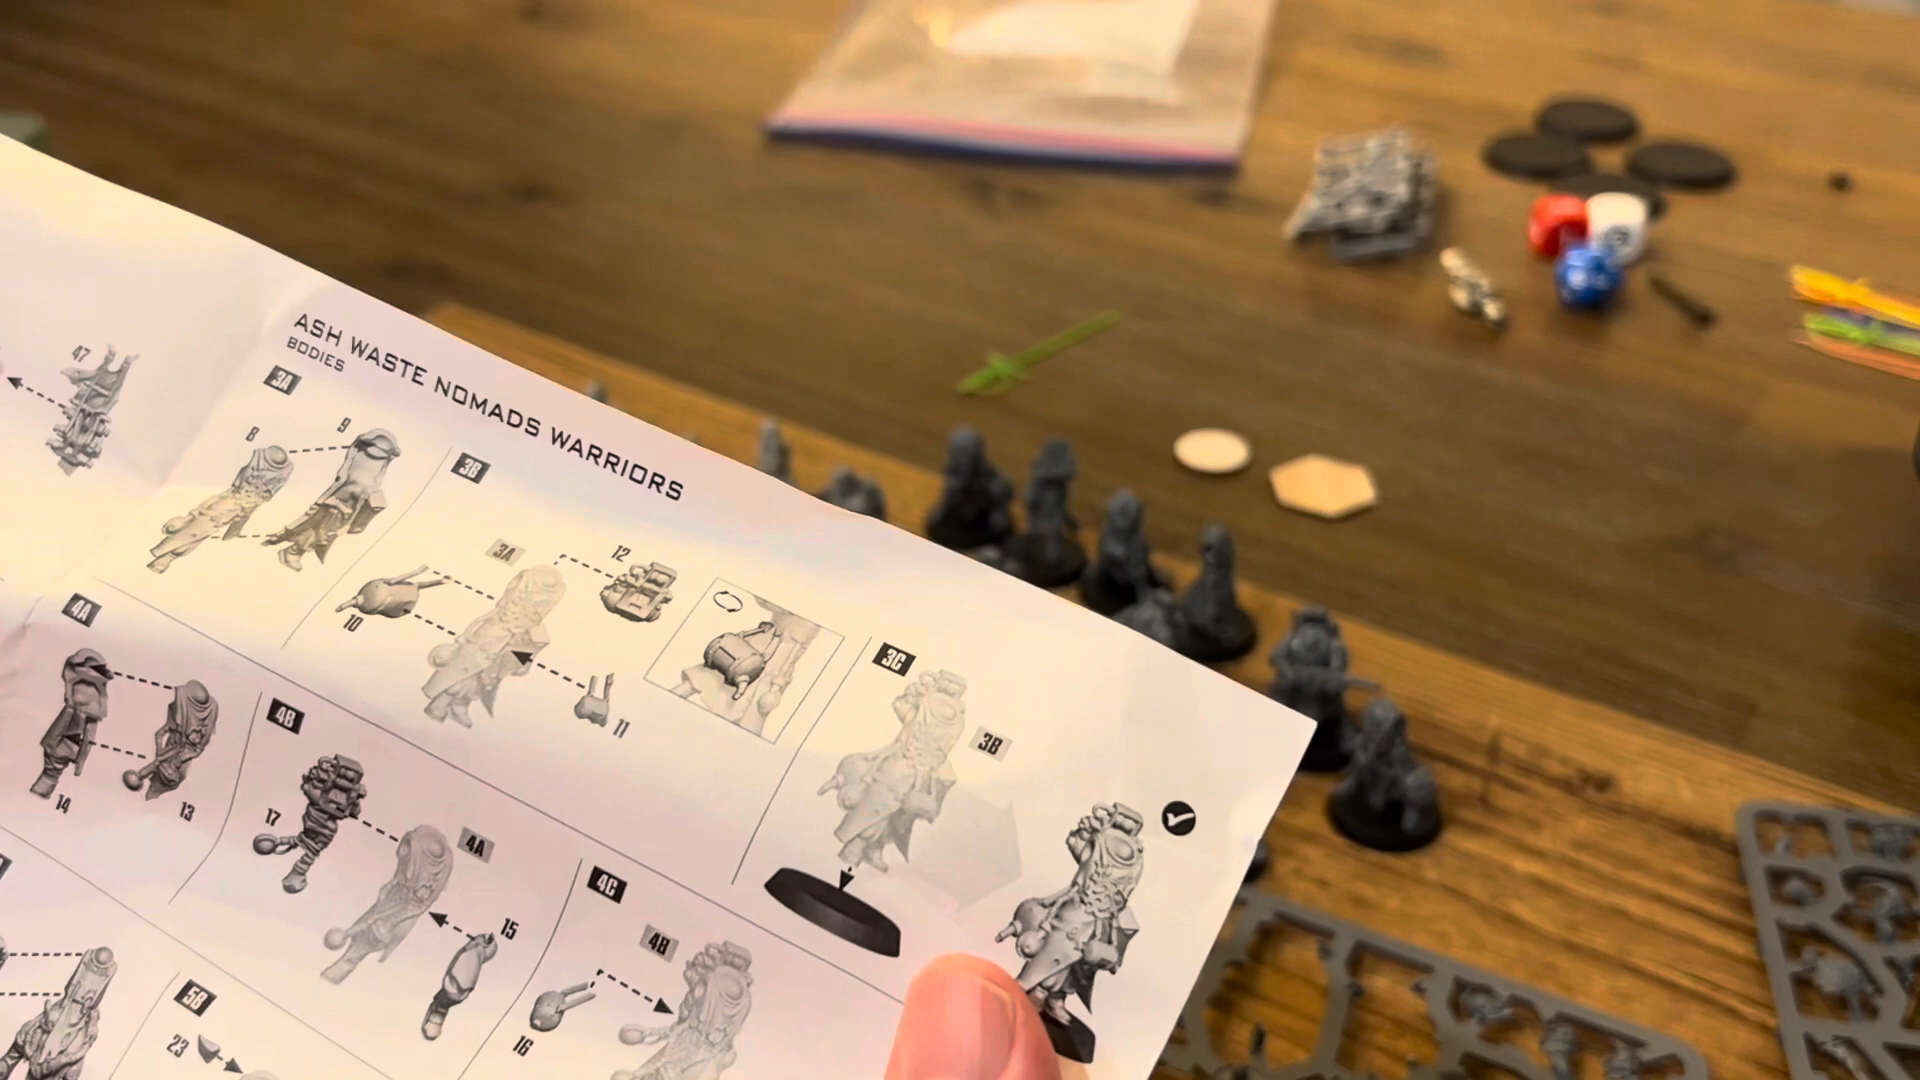 ASH WASTE NOMADS WARRIORS
BODIES
47
3A
8
9
3B
3A
12
10
11
3C
3B
4A
14
13
4B
17
4A
15
4C
4B
16
5B
23